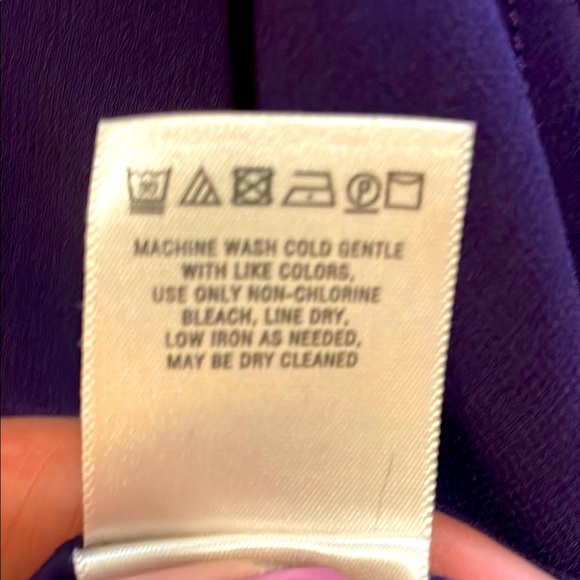 MACHINE WASH COLD GENTLE
WITH LIKE COLORS,
USE ONLY NON-CHLORINE
BLEACH, LINE DRY,
LOW IRON AS NEEDED,
MAY BE DRY CLEANED